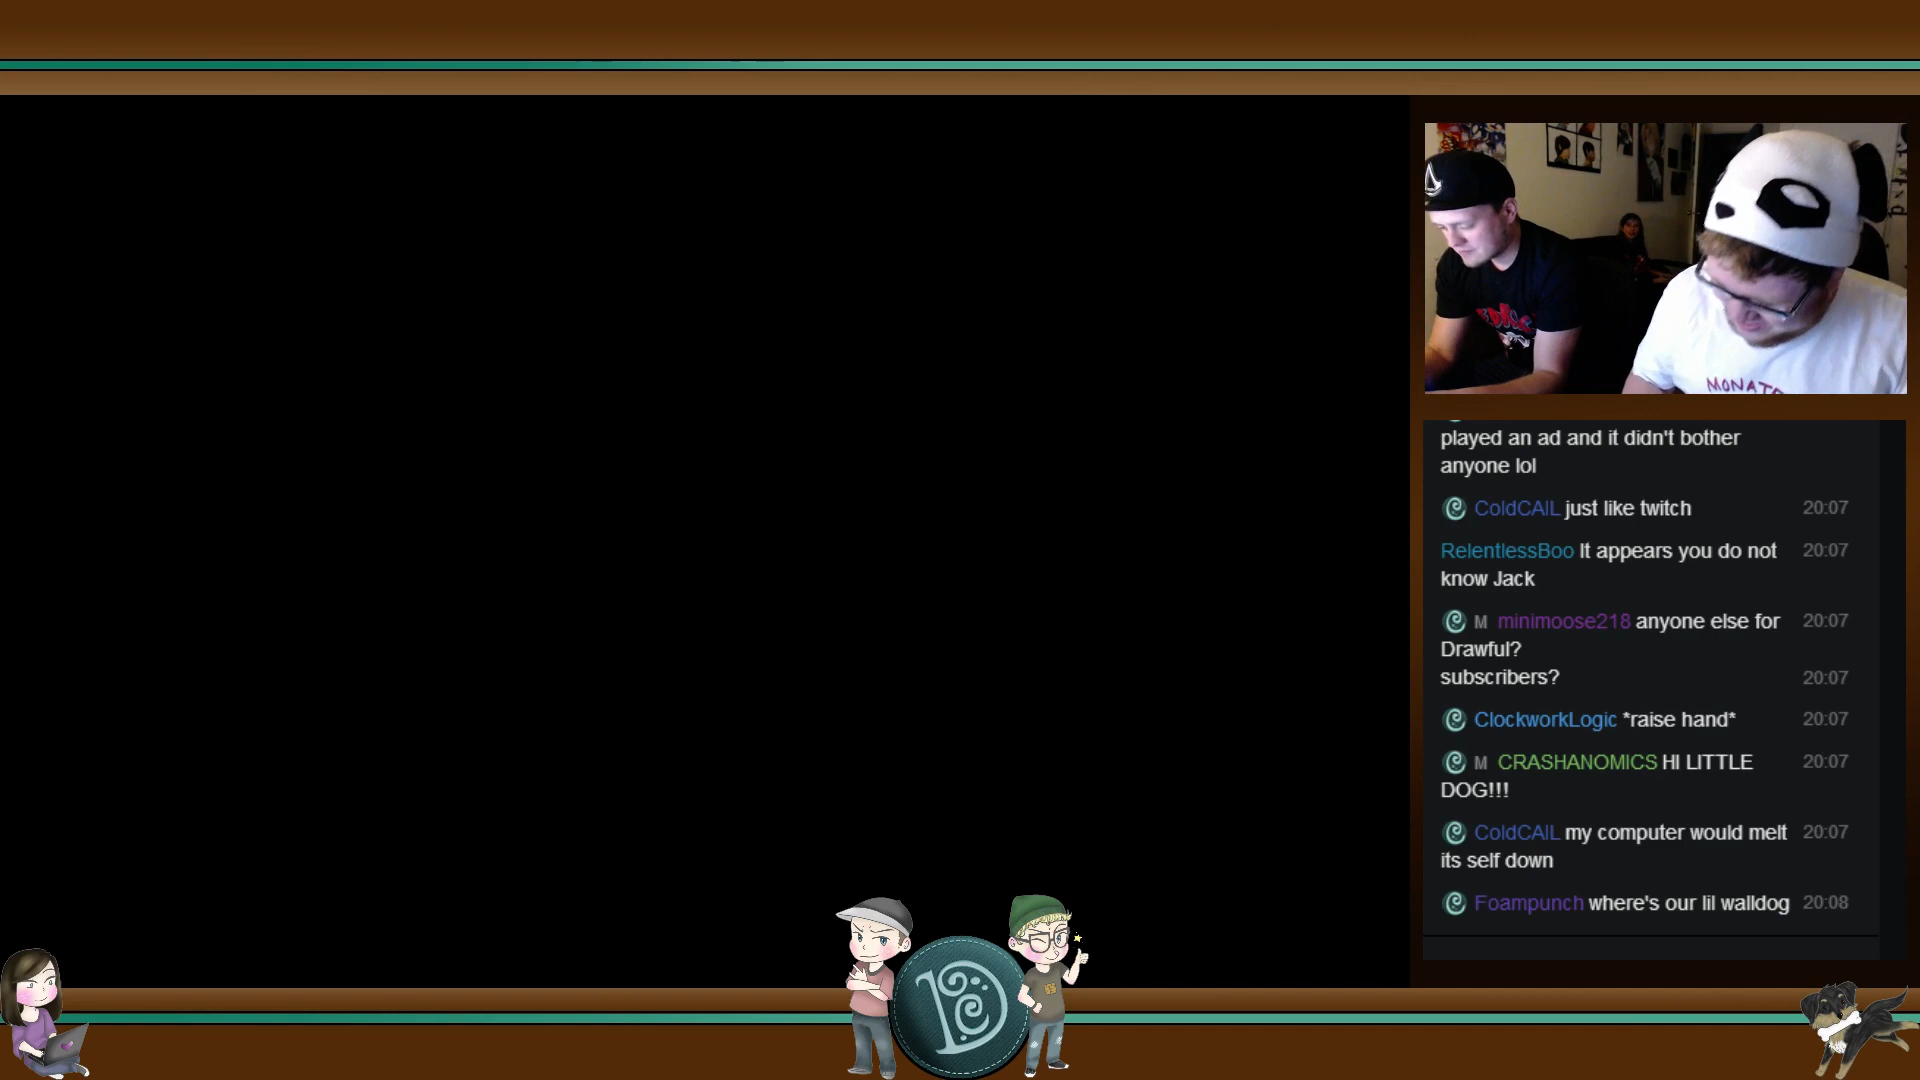 MONAT
played an ad and it didn't bother
anyone lol
ColdCAIL just like twitch 20:07
RelentlessBoo It appears you do not 20:07
know Jack
M minimoose218 anyone else for 20:07
Drawful?
subscribers? 20:07
ClockworkLogic *raise hand* 20:07
M CRASHANOMICS HI LITTLE 20:07
DOG!!!
ColdCAIL my computer would melt 20:07
its self down
Foampunch where's our lil walldog 20:08
D